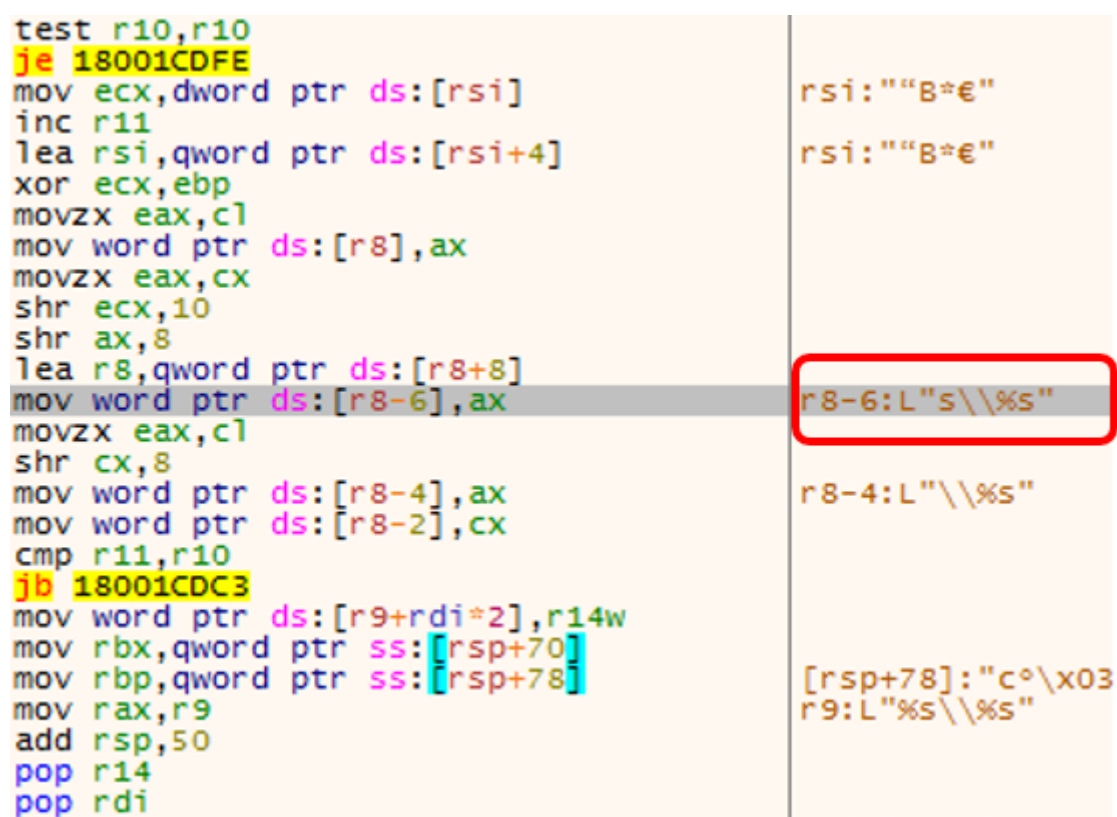 test r10,r10
je 18001CDFE
mov ecx,dword ptr ds:[rsi] rsi:"“B*€"
inc r11
lea rsi,qword ptr ds:[rsi+4] rsi:"“B*€"
xor ecx,ebp
movzx eax,cl
mov word ptr ds:[r8],ax
movzx eax,cx
shr ecx,10
shr ax,8
lea r8,qword ptr ds:[r8+8]
mov word ptr ds:[r8-6],ax r8-6:L"s\\%s"
movzx eax,cl
shr cx,8
mov word ptr ds:[r8-4],ax r8-4:L"\\%s"
mov word ptr ds:[r8-2],cx
cmp r11,r10
jb 18001CDC3
mov word ptr ds:[r9+rdi*2],r14w
mov rbx,qword ptr ss:[rsp+70]
mov rbp,qword ptr ss:[rsp+78] [rsp+78]:"c°\x03
mov rax,r9 r9:L"%s\\%s"
add rsp,50
pop r14
pop rdi